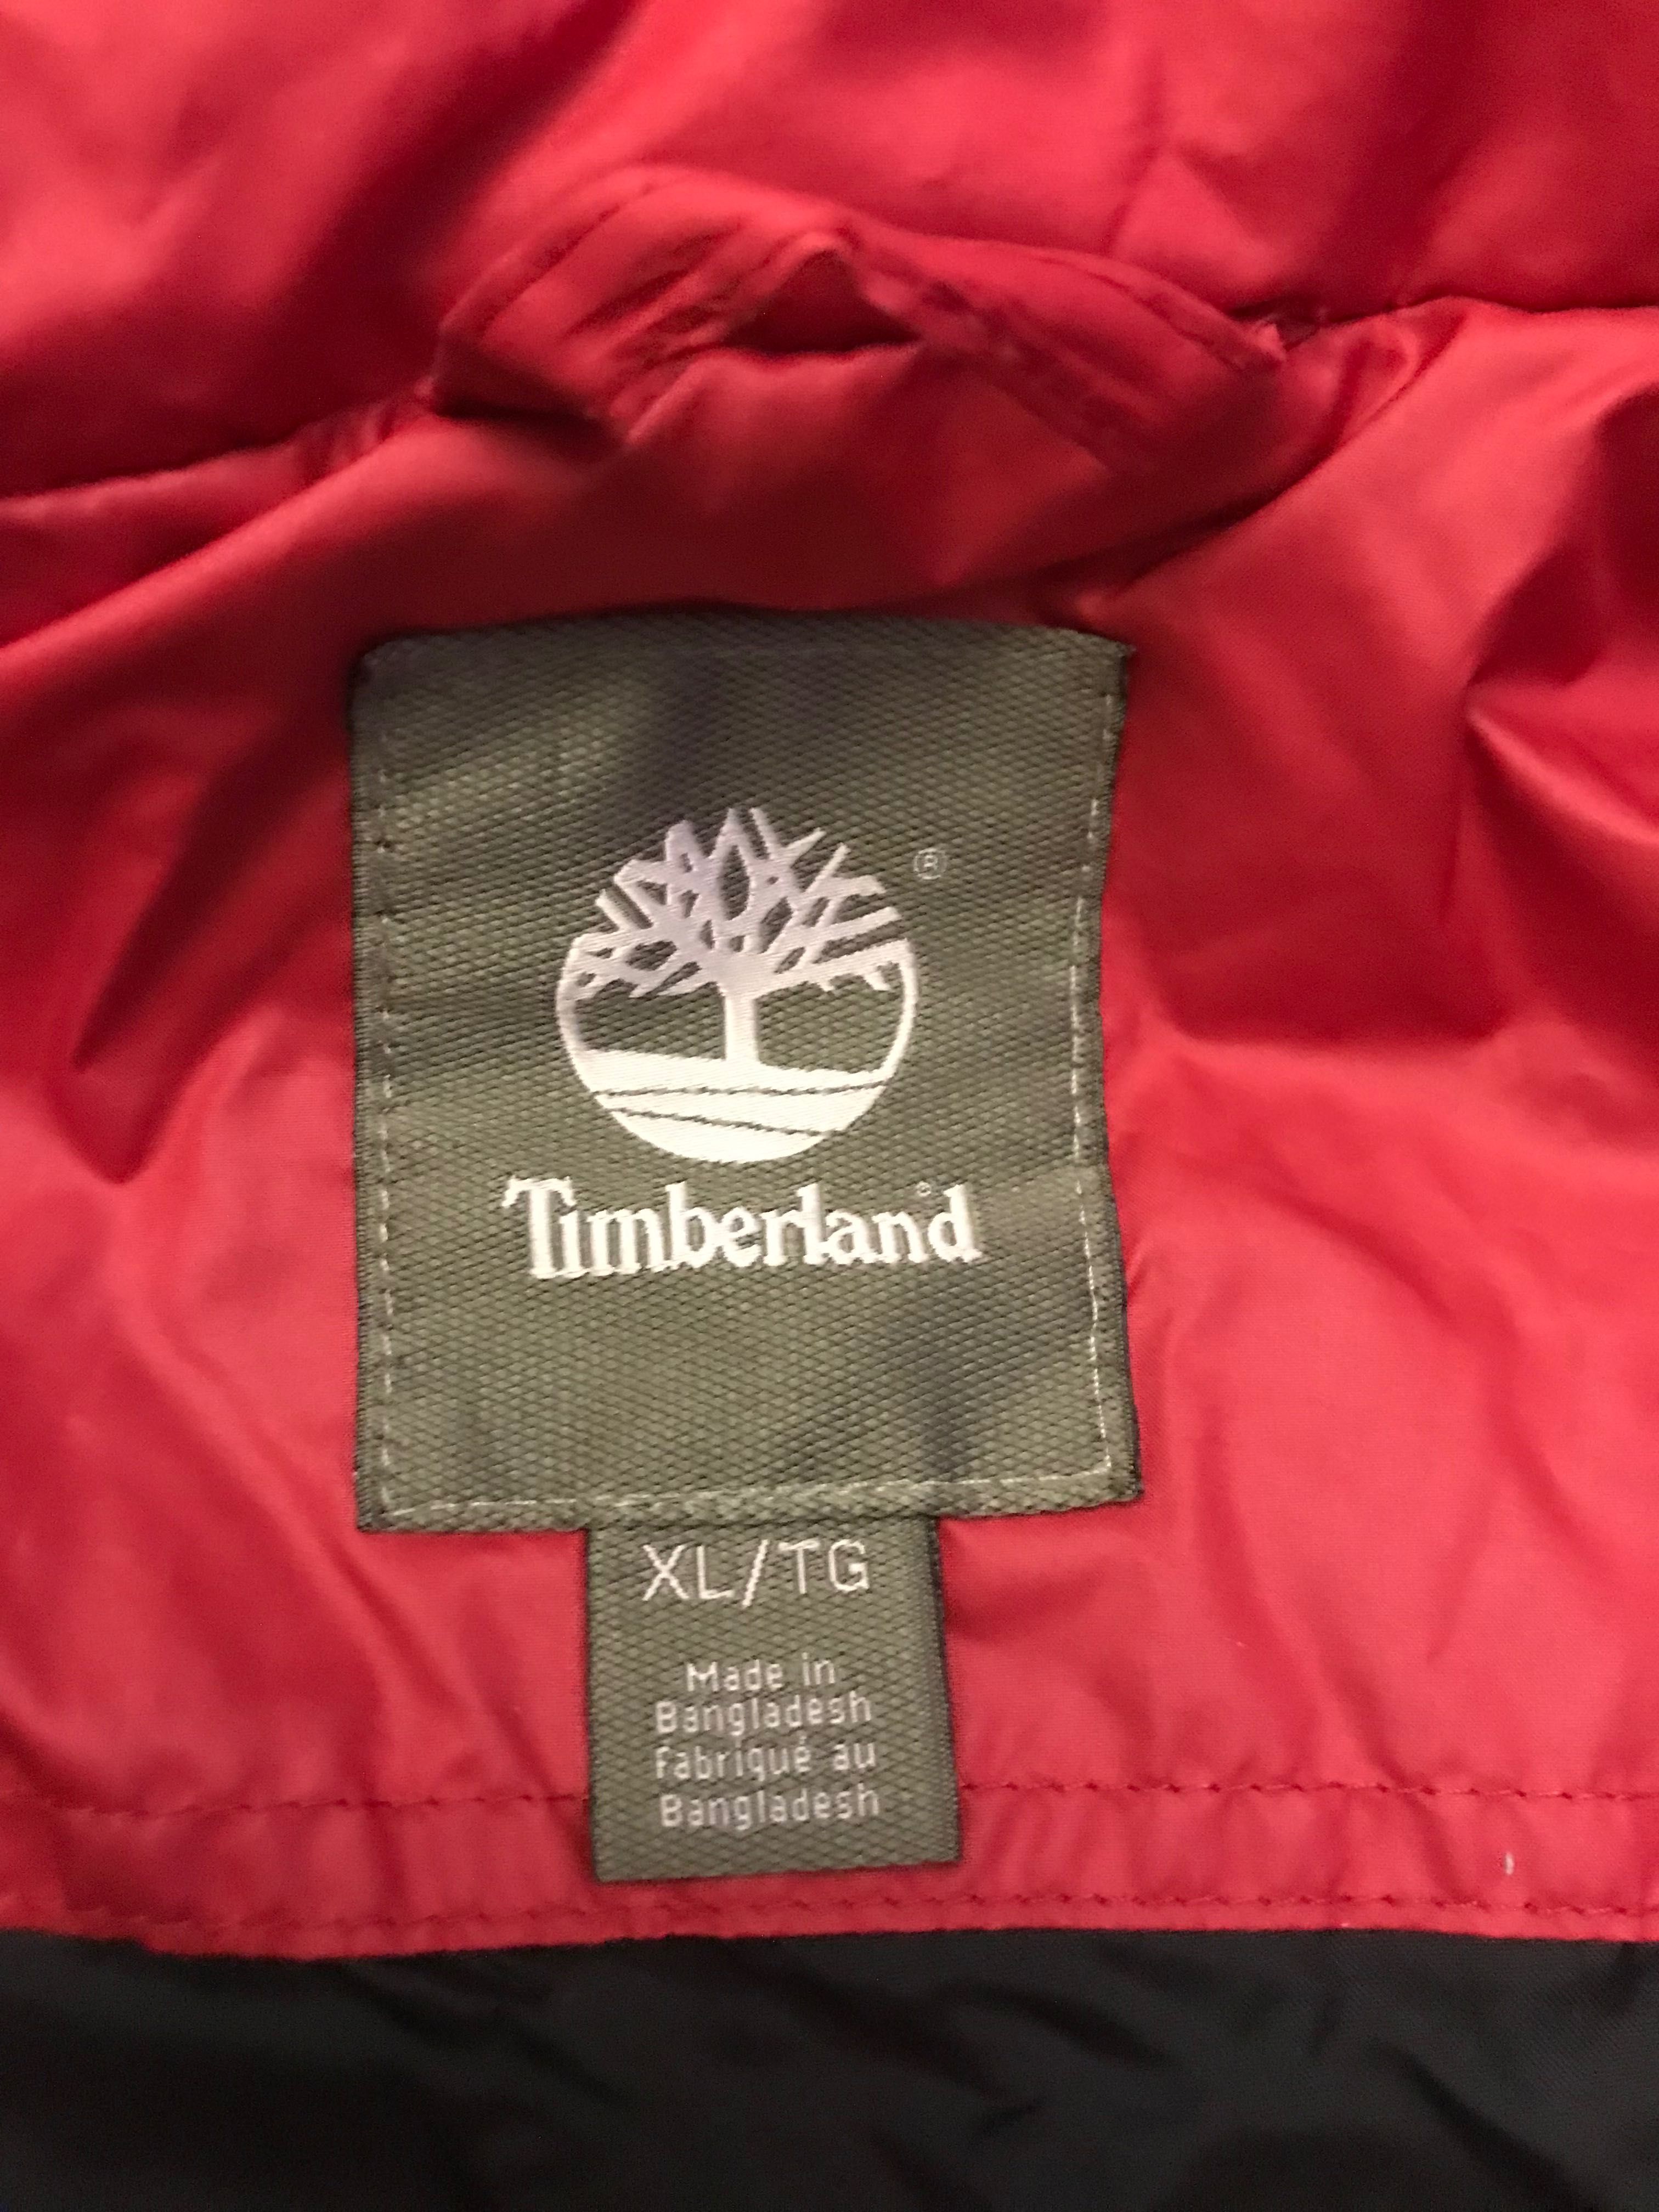 ®
Timberland®
XL/TG
Made in
Bangladesh
Fabriqué au
Bangladesh